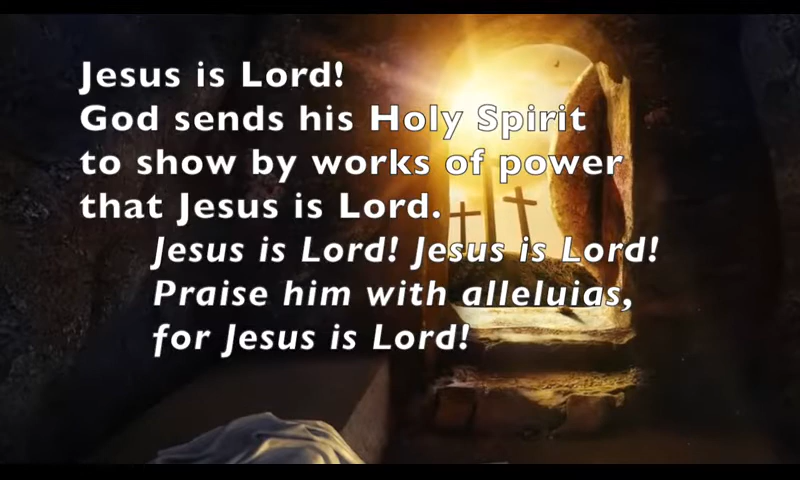 Jesus is Lord!
God sends his Holy Spirit
to show by works of power
that Jesus is Lord.
Jesus is Lord! Jesus is Lord!
Praise him with alleluias,
for Jesus is Lord!